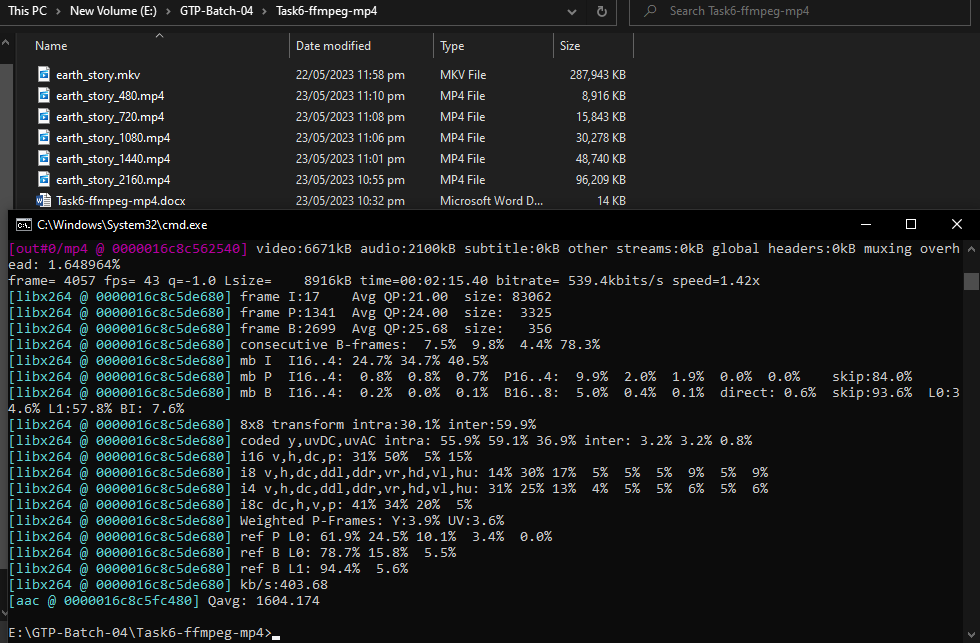 This PC > New Volume (E:) > GTP-Batch-04 > Task6-ffmpeg-mp4
Search Task6-ffmpeg-mp4
Name Date modified Type Size
earth_story.mkv 22/05/2023 11:58 pm MKV File 287,943 KB
earth_story_480.mp4 23/05/2023 11:10 pm MP4 File 8,916 KB
earth_story_720.mp4 23/05/2023 11:08 pm MP4 File 15,843 KB
earth_story_1080.mp4 23/05/2023 11:06 pm MP4 File 30,278 KB
earth_story_1440.mp4 23/05/2023 11:01 pm MP4 File 48,740 KB
earth_story_2160.mp4 23/05/2023 10:55 pm MP4 File 96,209 KB
Task6-ffmpeg-mp4.docx 23/05/2023 10:32 pm Microsoft Word D... 14 KB
C:\Windows\System32\cmd.exe
[out#0/mp4 @ 0000016c8c562540] video:6671kB audio:2100kB subtitle:0kB other streams:0kB global headers:0kB muxing overh
ead: 1.648964%
frame= 4057 fps= 43 q=-1.0 Lsize=    8916kB time=00:02:15.40 bitrate= 539.4kbits/s speed=1.42x
[libx264 @ 0000016c8c5de680] frame I:17    Avg QP:21.00  size: 83062
[libx264 @ 0000016c8c5de680] frame P:1341  Avg QP:24.00  size:  3325
[libx264 @ 0000016c8c5de680] frame B:2699  Avg QP:25.68  size:   356
[libx264 @ 0000016c8c5de680] consecutive B-frames:  7.5%  9.8%  4.4% 78.3%
[libx264 @ 0000016c8c5de680] mb I  I16..4: 24.7% 34.7% 40.5%
[libx264 @ 0000016c8c5de680] mb P  I16..4:  0.8%  0.8%  0.7%  P16..4:  9.9%  2.0%  1.9%  0.0%  0.0%    skip:84.0%
[libx264 @ 0000016c8c5de680] mb B  I16..4:  0.2%  0.0%  0.1%  B16..8:  5.0%  0.4%  0.1%  direct: 0.6%  skip:93.6%  L0:3
4.6% L1:57.8% BI: 7.6%
[libx264 @ 0000016c8c5de680] 8x8 transform intra:30.1% inter:59.9%
[libx264 @ 0000016c8c5de680] coded y,uvDC,uvAC intra: 55.9% 59.1% 36.9% inter: 3.2% 3.2% 0.8%
[libx264 @ 0000016c8c5de680] i16 v,h,dc,p: 31% 50%  5% 15%
[libx264 @ 0000016c8c5de680] i8 v,h,dc,ddl,ddr,vr,hd,vl,hu: 14% 30% 17%  5%  5%  5%  9%  5%  9%
[libx264 @ 0000016c8c5de680] i4 v,h,dc,ddl,ddr,vr,hd,vl,hu: 31% 25% 13%  4%  5%  5%  6%  5%  6%
[libx264 @ 0000016c8c5de680] i8c dc,h,v,p: 41% 34% 20%  5%
[libx264 @ 0000016c8c5de680] Weighted P-Frames: Y:3.9% UV:3.6%
[libx264 @ 0000016c8c5de680] ref P L0: 61.9% 24.5% 10.1%  3.4%  0.0%
[libx264 @ 0000016c8c5de680] ref B L0: 78.7% 15.8%  5.5%
[libx264 @ 0000016c8c5de680] ref B L1: 94.4%  5.6%
[libx264 @ 0000016c8c5de680] kb/s:403.68
[aac @ 0000016c8c5fc480] Qavg: 1604.174
E:\GTP-Batch-04\Task6-ffmpeg-mp4>